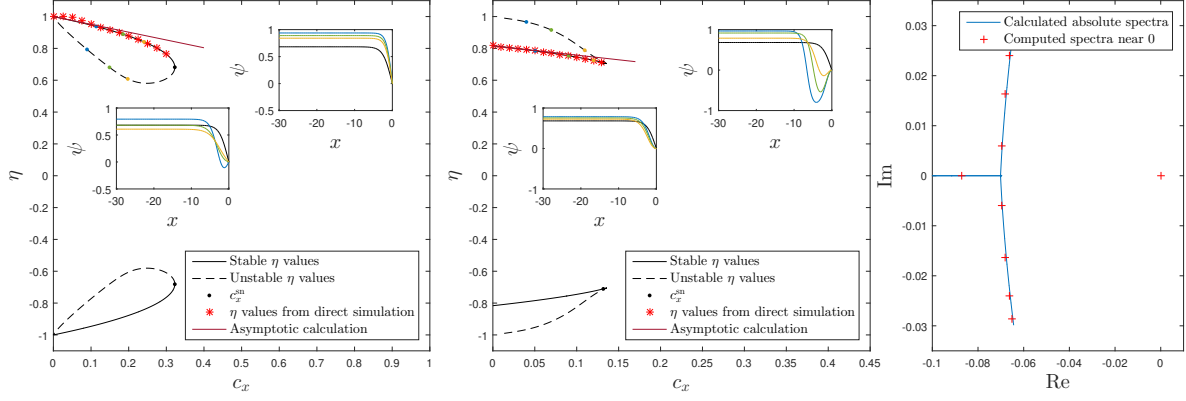 1
0.8
0.6
0.4
0.2
0
-0.2
-0.4
-0.6
-0.8
-1
η
0 0.1 0.2 0.3 0.4 0.5 0.6 0.7 0.8 0.9 1
c_x
1
0.5
0
-0.5
ψ
-30 -20 -10 0
x
1
0
-1
ψ
-30 -20 -10 0
x
Stable η values
Unstable η values
c_x^sn
η values from direct simulation
Asymptotic calculation
1
0.8
0.6
0.4
0.2
0
-0.2
-0.4
-0.6
-0.8
-1
η
0 0.05 0.1 0.15 0.2 0.25 0.3 0.35 0.4 0.45
c_x
1
0
-1
ψ
-30 -20 -10 0
x
1
0
-1
ψ
-30 -20 -10 0
x
Stable η values
Unstable η values
c_x^sn
η values from direct simulation
Asymptotic calculation
0.03
0.02
0.01
0
-0.01
-0.02
-0.03
Im
-0.1 -0.08 -0.06 -0.04 -0.02 0
Re
Calculated absolute spectra
Computed spectra near 0